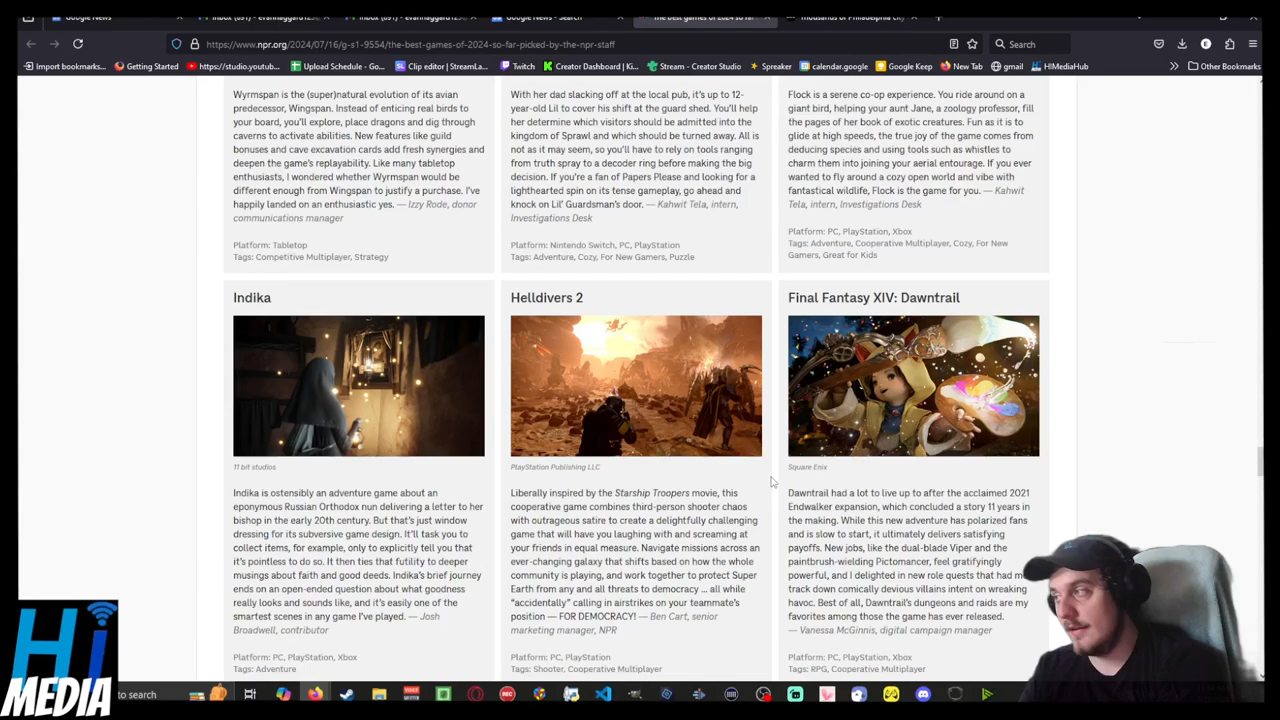 Inbox (691) - evanhaggard123@
Inbox (691) - evanhaggard123@
Google News - Search
The best games of 2024 so far
Thousands of Philadelphia city
https://www.npr.org/2024/07/16/g-s1-9554/the-best-games-of-2024-so-far-picked-by-the-npr-staff
Search
Import bookmarks...
Getting Started
https://studio.youtub...
Upload Schedule - Go...
Clip editor | StreamLa...
Twitch
Creator Dashboard | Ki...
Stream - Creator Studio
Spreaker
calendar.google
Google Keep
New Tab
gmail
HIMediaHub
Other Bookmarks
Wyrmspan is the (super)natural evolution of its avian
predecessor, Wingspan. Instead of enticing real birds to
your board, you'll explore, place dragons and dig through
caverns to activate abilities. New features like guild
bonuses and cave excavation cards add fresh synergies and
deepen the game's replayability. Like many tabletop
enthusiasts, I wondered whether Wyrmspan would be
different enough from Wingspan to justify a purchase. I've
happily landed on an enthusiastic yes. — Izzy Rode, donor
communications manager
Platform: Tabletop
Tags: Competitive Multiplayer, Strategy
With her dad slacking off at the local pub, it's up to 12-
year-old Lil to cover his shift at the guard shed. You'll help
her determine which visitors should be admitted into the
kingdom of Sprawl and which should be turned away. All is
not as it may seem, so you'll have to rely on tools ranging
from truth spray to a decoder ring before making the big
decision. If you're a fan of Papers Please and looking for a
lighthearted spin on its tense gameplay, go ahead and
knock on Lil' Guardsman's door. — Kahwit Tela, intern,
Investigations Desk
Platform: Nintendo Switch, PC, PlayStation
Tags: Adventure, Cozy, For New Gamers, Puzzle
Flock is a serene co-op experience. You ride around on a
giant bird, helping your aunt Jane, a zoology professor, fill
the pages of her book of exotic creatures. Fun as it is to
glide at high speeds, the true joy of the game comes from
deducing species and using tools such as whistles to
charm them into joining your aerial entourage. If you ever
wanted to fly around a cozy open world and vibe with
fantastical wildlife, Flock is the game for you. — Kahwit
Tela, intern, Investigations Desk
Platform: PC, PlayStation, Xbox
Tags: Adventure, Cooperative Multiplayer, Cozy, For New
Gamers, Great for Kids
Indika
11 bit studios
Indika is ostensibly an adventure game about an
eponymous Russian Orthodox nun delivering a letter to her
bishop in the early 20th century. But that's just window
dressing for its subversive game design. It'll task you to
collect items, for example, only to explicitly tell you that
it's pointless to do so. It then ties that futility to deeper
musings about faith and good deeds. Indika's brief journey
ends on an open-ended question about what goodness
really looks and sounds like, and it's easily one of the
smartest scenes in any game I've played. — Josh
Broadwell, contributor
Platform: PC, PlayStation, Xbox
Tags: Adventure
Helldivers 2
PlayStation Publishing LLC
Liberally inspired by the Starship Troopers movie, this
cooperative game combines third-person shooter chaos
with outrageous satire to create a delightfully challenging
game that will have you laughing with and screaming at
your friends in equal measure. Navigate missions across an
ever-changing galaxy that shifts based on how the whole
community is playing, and work together to protect Super
Earth from any and all threats to democracy ... all while
"accidentally" calling in airstrikes on your teammate's
position — FOR DEMOCRACY! — Ben Cart, senior
marketing manager, NPR
Platform: PC, PlayStation
Tags: Shooter, Cooperative Multiplayer
Final Fantasy XIV: Dawntrail
Square Enix
Dawntrail had a lot to live up to after the acclaimed 2021
Endwalker expansion, which concluded a story 11 years in
the making. While this new adventure has polarized fans
and is slow to start, it ultimately delivers satisfying
payoffs. New jobs, like the dual-blade Viper and the
paintbrush-wielding Pictomancer, feel gratifyingly
powerful, and I delighted in new role quests that had me
track down comically devious villains intent on wreaking
havoc. Best of all, Dawntrail's dungeons and raids are my
favorites among those the game has ever released.
— Vanessa McGinnis, digital campaign manager
Platform: PC, PlayStation, Xbox
Tags: RPG, Cooperative Multiplayer
Hi
MEDIA
to search
REC